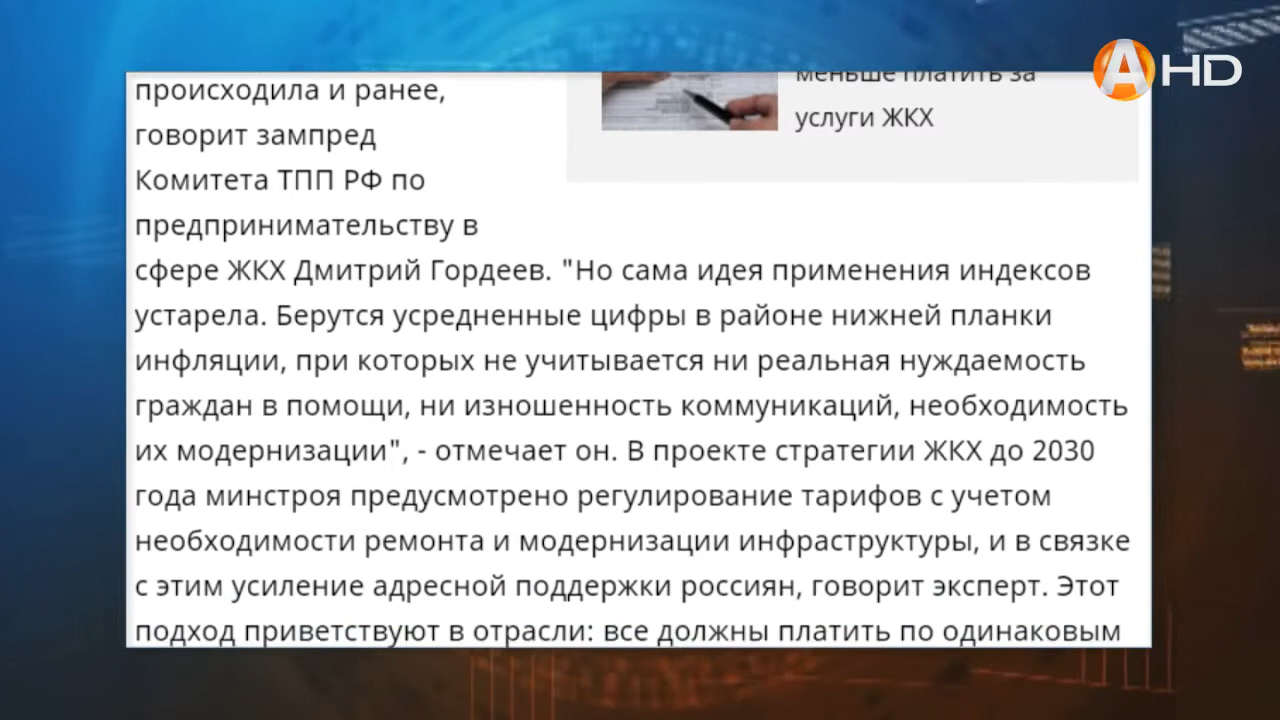 происходила и ранее,
говорит зампред
Комитета ТПП РФ по
предпринимательству в
сфере ЖКХ Дмитрий Гордеев. "Но сама идея применения индексов
устарела. Берутся усредненные цифры в районе нижней планки
инфляции, при которых не учитывается ни реальная нуждаемость
граждан в помощи, ни изношенность коммуникаций, необходимость
их модернизации", - отмечает он. В проекте стратегии ЖКХ до 2030
года минстроя предусмотрено регулирование тарифов с учетом
необходимости ремонта и модернизации инфраструктуры, и в связке
с этим усиление адресной поддержки россиян, говорит эксперт. Этот
подход приветствуют в отрасли: все должны платить по одинаковым
меньше платить за
услуги ЖКХ
А HD